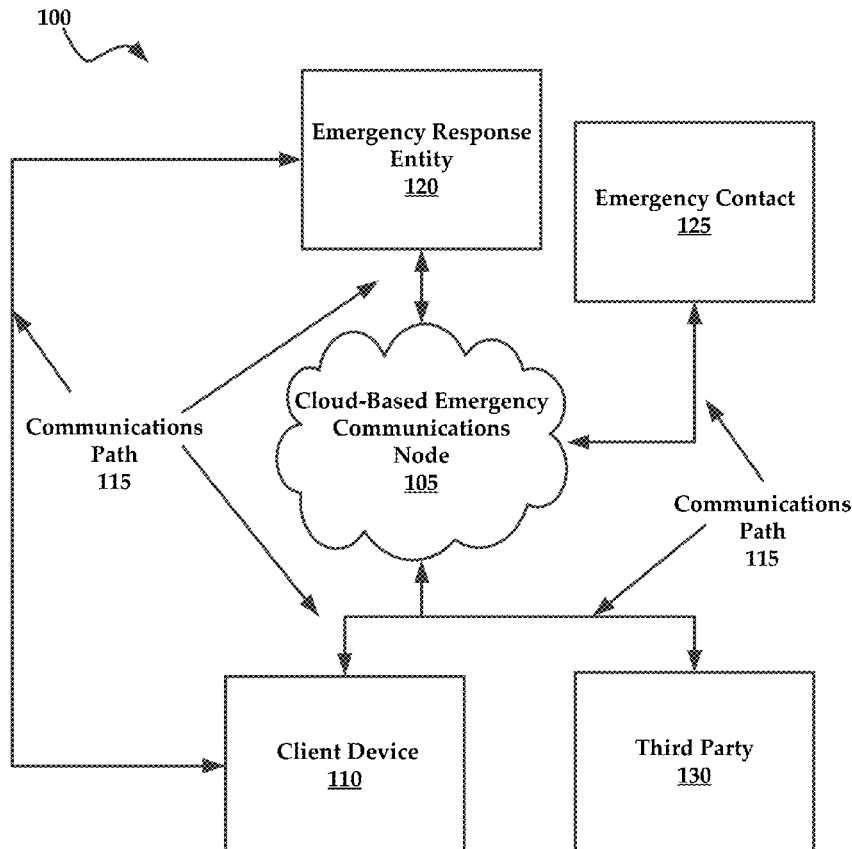 100
Emergency Response
Entity
120
Emergency Contact
125
Cloud-Based Emergency
Communications
Node
105
Communications
Path
115
Communications
Path
115
Client Device
110
Third Party
130